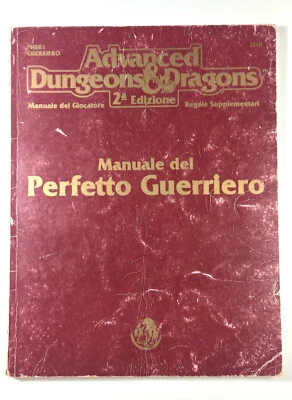 PHBR1
GUERRIERO
Advanced
Dungeons & Dragons
2ª Edizione
Manuale del Giocatore
Regole Supplementari
Manuale del
Perfetto Guerriero